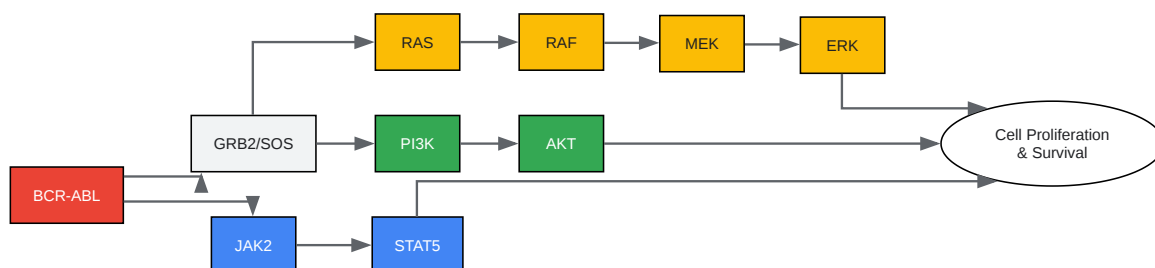 RAS
RAF
MEK
ERK
GRB2/SOS
PI3K
AKT
Cell Proliferation
& Survival
BCR-ABL
JAK2
STAT5